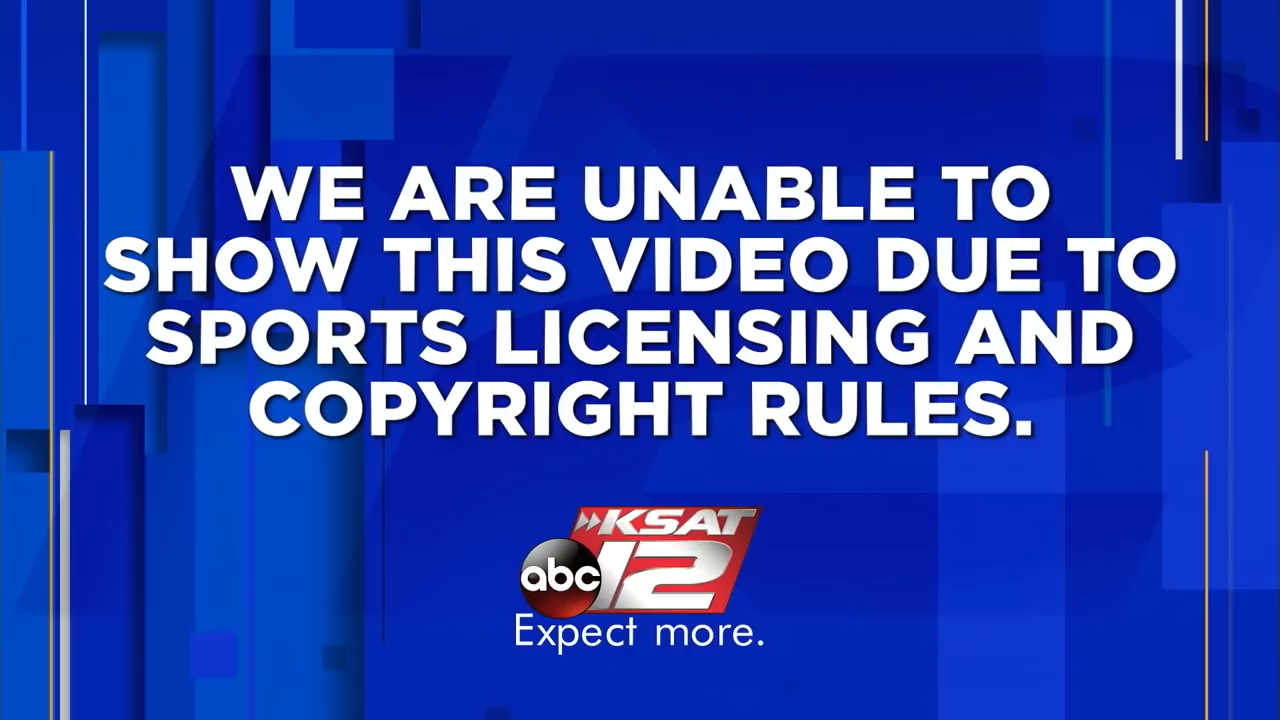 WE ARE UNABLE TO
SHOW THIS VIDEO DUE TO
SPORTS LICENSING AND
COPYRIGHT RULES.
KSAT
abc 12
Expect more.